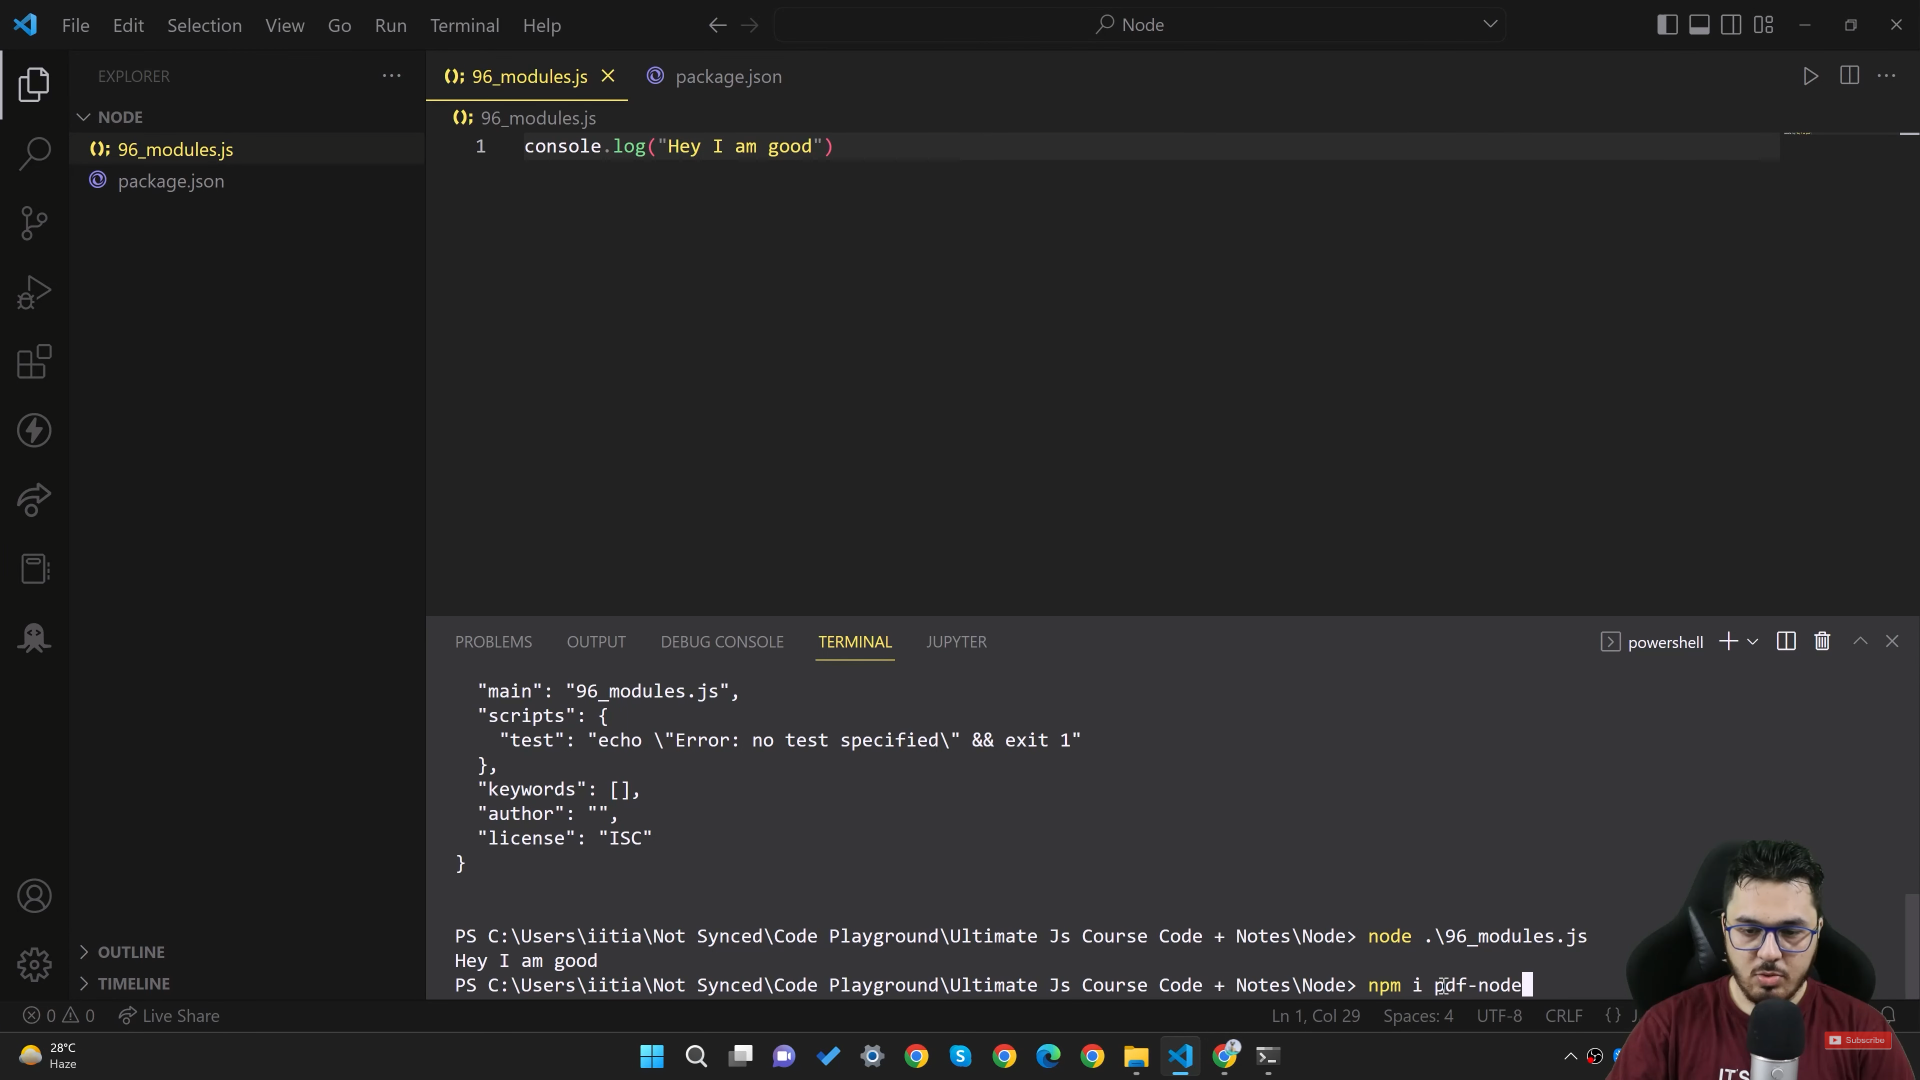 File Edit Selection View Go Run Terminal Help
Node
EXPLORER
NODE
96_modules.js
package.json
OUTLINE
TIMELINE
96_modules.js
package.json
96_modules.js
1 console.log("Hey I am good")
PROBLEMS OUTPUT DEBUG CONSOLE TERMINAL JUPYTER
powershell
"main": "96_modules.js",
"scripts": {
"test": "echo \"Error: no test specified\" && exit 1"
},
"keywords": [],
"author": "",
"license": "ISC"
}
PS C:\Users\iitia\Not Synced\Code Playground\Ultimate Js Course Code + Notes\Node> node .\96_modules.js
Hey I am good
PS C:\Users\iitia\Not Synced\Code Playground\Ultimate Js Course Code + Notes\Node> npm i pdf-node
0 0 Live Share
Ln 1, Col 29 Spaces: 4 UTF-8 CRLF {}
28°C
Haze
Subscribe
IT'S